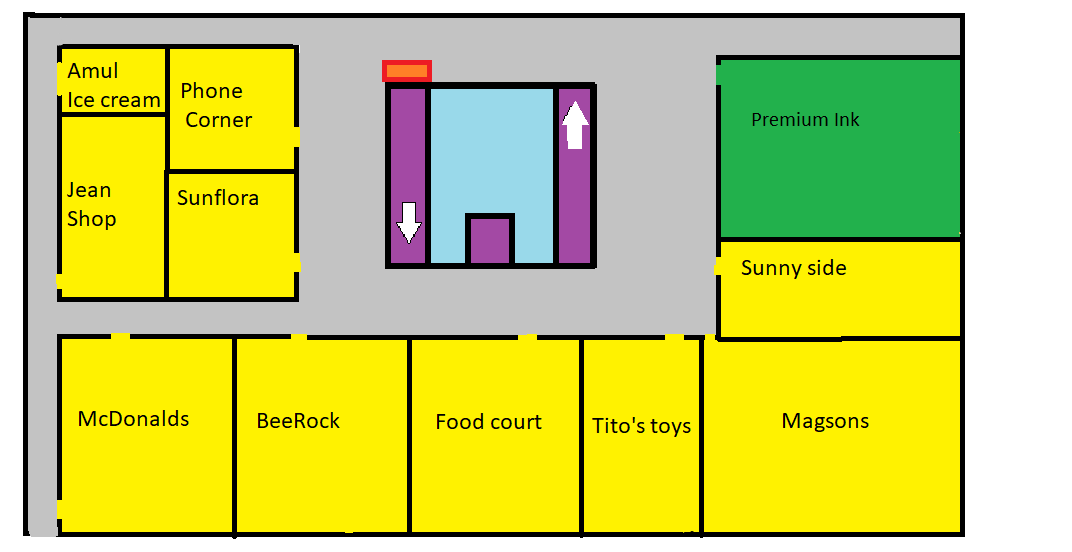 Amul
Ice cream
Phone
Corner
Premium Ink
Jean
Shop
Sunflora
Sunny side
McDonalds
BeeRock
Food court
Tito's toys
Magsons